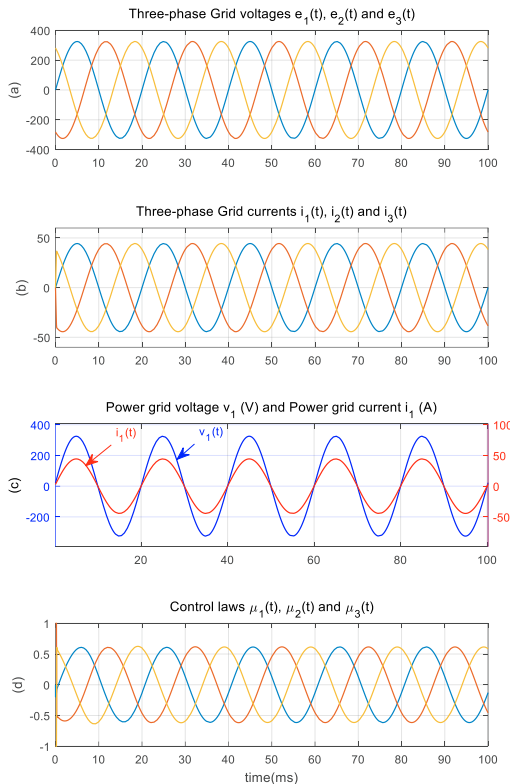 Three-phase Grid voltages e1(t), e2(t) and e3(t)
400
200
0
-200
-400
(a)
0 10 20 30 40 50 60 70 80 90 100
Three-phase Grid currents i1(t), i2(t) and i3(t)
50
0
-50
(b)
0 10 20 30 40 50 60 70 80 90 100
Power grid voltage v1 (V) and Power grid current i1 (A)
400
200
0
-200
(c)
i1(t)
v1(t)
100
50
0
-50
20 40 60 80 100
Control laws μ1(t), μ2(t) and μ3(t)
1
0.5
0
-0.5
-1
(d)
0 10 20 30 40 50 60 70 80 90 100
time(ms)